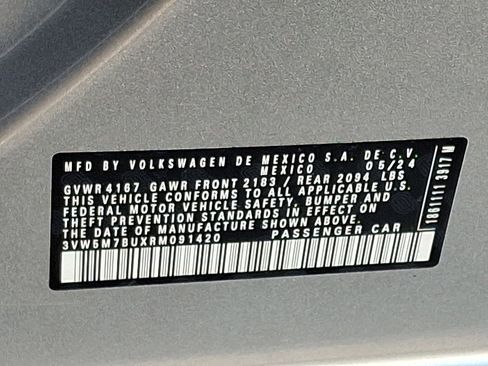 MFD BY VOLKSWAGEN DE MEXICO S.A. DE C.V.
MEXICO 05/24
GVWR 4167 GAWR FRONT 2183 / REAR 2094 LBS
THIS VEHICLE CONFORMS TO ALL APPLICABLE U.S.
FEDERAL MOTOR VEHICLE SAFETY, BUMPER AND
THEFT PREVENTION STANDARDS IN EFFECT ON
THE DATE OF MANUFACTURE SHOWN ABOVE.
3VW5M7BUXRM091420 PASSENGER CAR